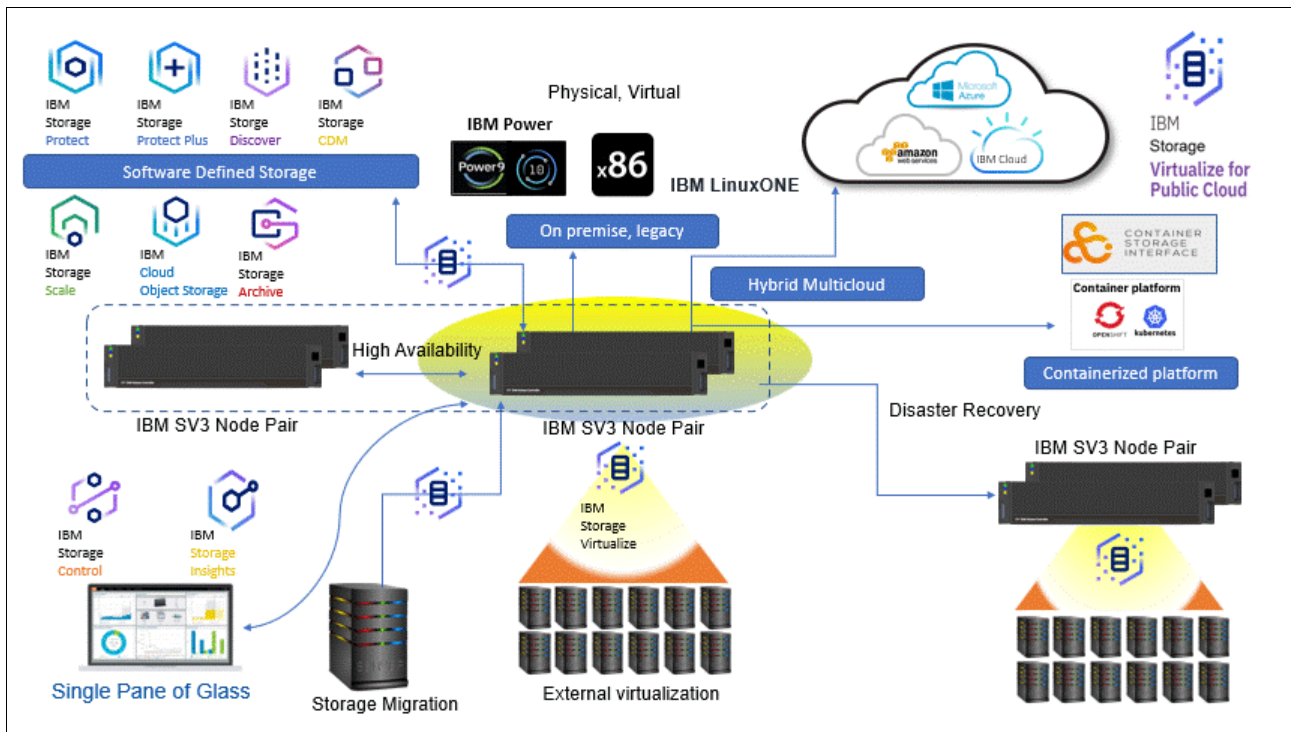 IBM
Storage
Protect
IBM
Storage
Protect Plus
IBM
Storge
Discover
IBM
Storage
CDM
Software Defined Storage
IBM
Storage
Scale
IBM
Cloud
Object Storage
IBM
Storage
Archive
Physical, Virtual
IBM Power
Power9
10
x86
IBM LinuxONE
On premise, legacy
Microsoft
Azure
amazon
web services
IBM Cloud
IBM
Storage
Virtualize for
Public Cloud
Hybrid Multicloud
CONTAINER
STORAGE
INTERFACE
Container platform
OPENSHIFT
kubernetes
Containerized platform
High Availability
IBM SV3 Node Pair
IBM SV3 Node Pair
Disaster Recovery
IBM SV3 Node Pair
IBM
Storage
Control
IBM
Storage
Insights
Single Pane of Glass
Storage Migration
IBM
Storage
Virtualize
External virtualization